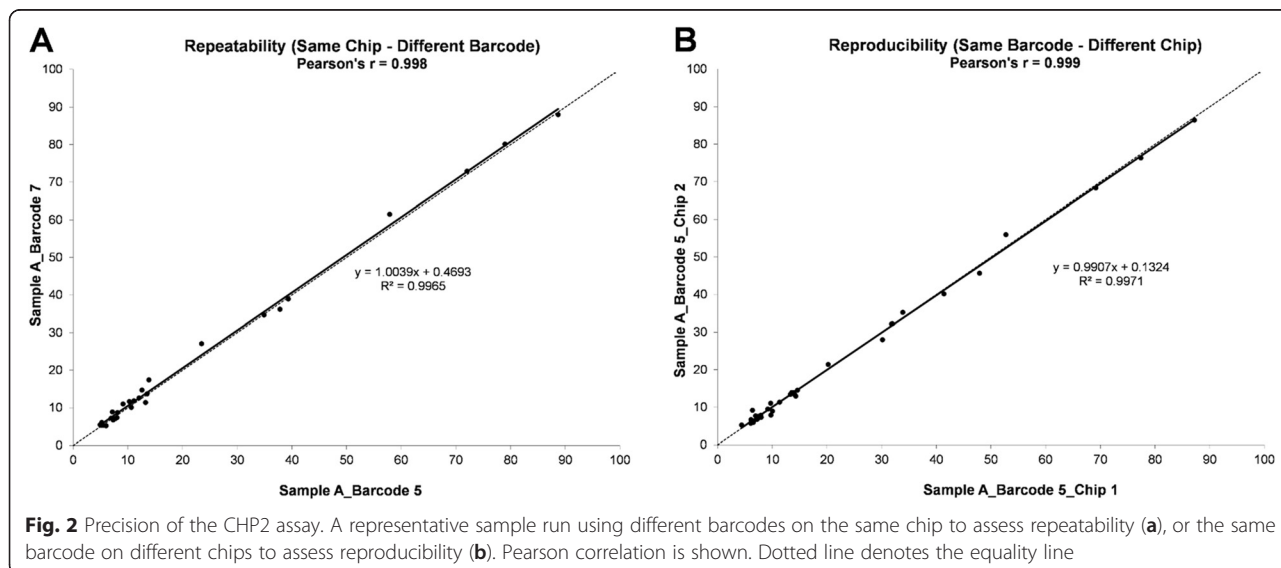 A
Repeatability (Same Chip - Different Barcode)
Pearson's r = 0.998
100
90
80
70
60
50
40
30
20
10
0
Sample A_Barcode 7
y = 1.0039x + 0.4693
R² = 0.9965
0 10 20 30 40 50 60 70 80 90 100
Sample A_Barcode 5
B
Reproducibility (Same Barcode - Different Chip)
Pearson's r = 0.999
100
90
80
70
60
50
40
30
20
10
0
Sample A_Barcode 5_Chip 2
y = 0.9907x + 0.1324
R² = 0.9971
0 10 20 30 40 50 60 70 80 90 100
Sample A_Barcode 5_Chip 1
Fig. 2 Precision of the CHP2 assay. A representative sample run using different barcodes on the same chip to assess repeatability (a), or the same
barcode on different chips to assess reproducibility (b). Pearson correlation is shown. Dotted line denotes the equality line